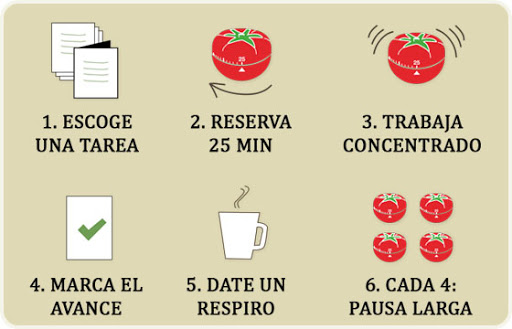 1. ESCOGE
UNA TAREA
25
2. RESERVA
25 MIN
25
3. TRABAJA
CONCENTRADO
4. MARCA EL
AVANCE
5. DATE UN
RESPIRO
6. CADA 4:
PAUSA LARGA